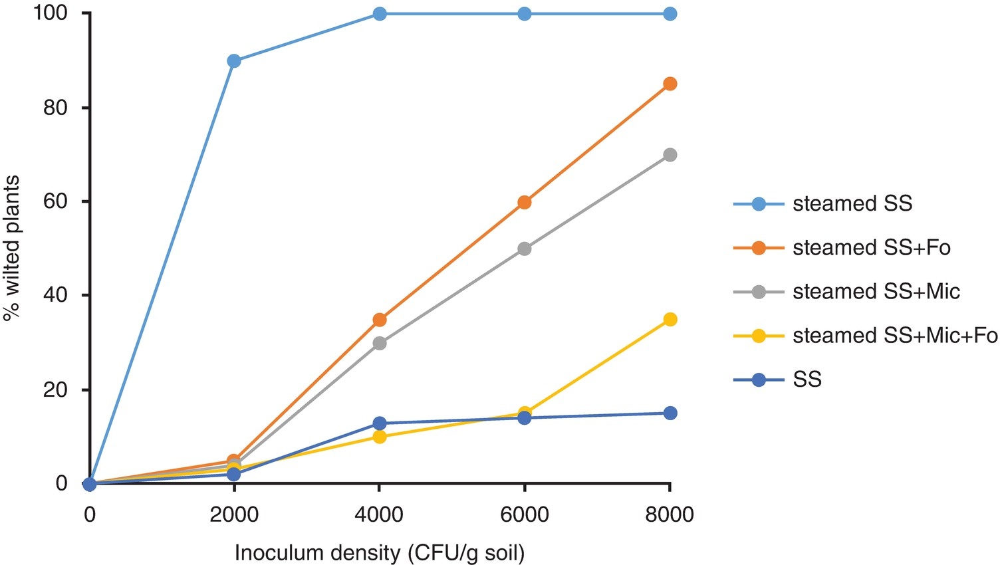 100
80
60
40
20
0
% wilted plants
0 2000 4000 6000 8000
Inoculum density (CFU/g soil)
steamed SS
steamed SS+Fo
steamed SS+Mic
steamed SS+Mic+Fo
SS